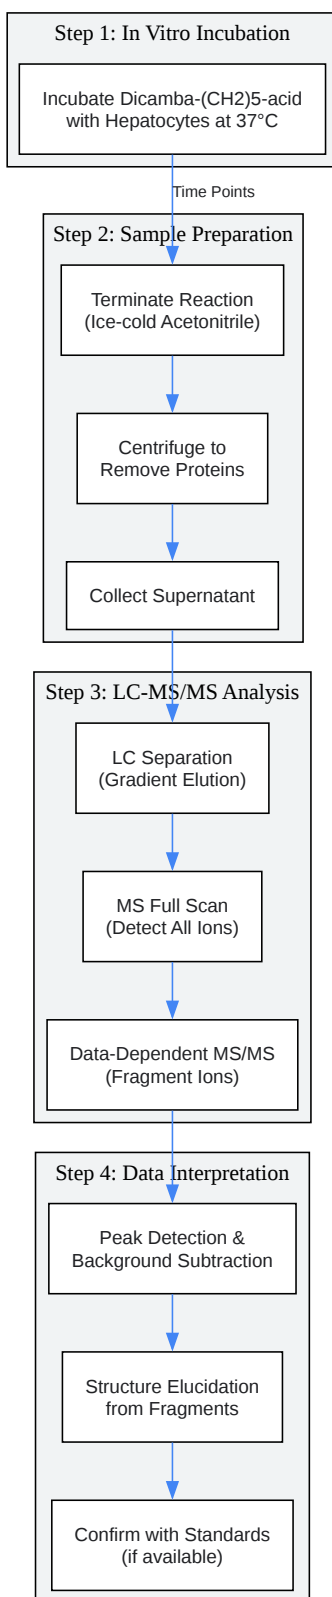 Step 1: In Vitro Incubation
Incubate Dicamba-(CH2)5-acid
with Hepatocytes at 37°C
Time Points
Step 2: Sample Preparation
Terminate Reaction
(Ice-cold Acetonitrile)
Centrifuge to
Remove Proteins
Collect Supernatant
Step 3: LC-MS/MS Analysis
LC Separation
(Gradient Elution)
MS Full Scan
(Detect All Ions)
Data-Dependent MS/MS
(Fragment Ions)
Step 4: Data Interpretation
Peak Detection &
Background Subtraction
Structure Elucidation
from Fragments
Confirm with Standards
(if available)